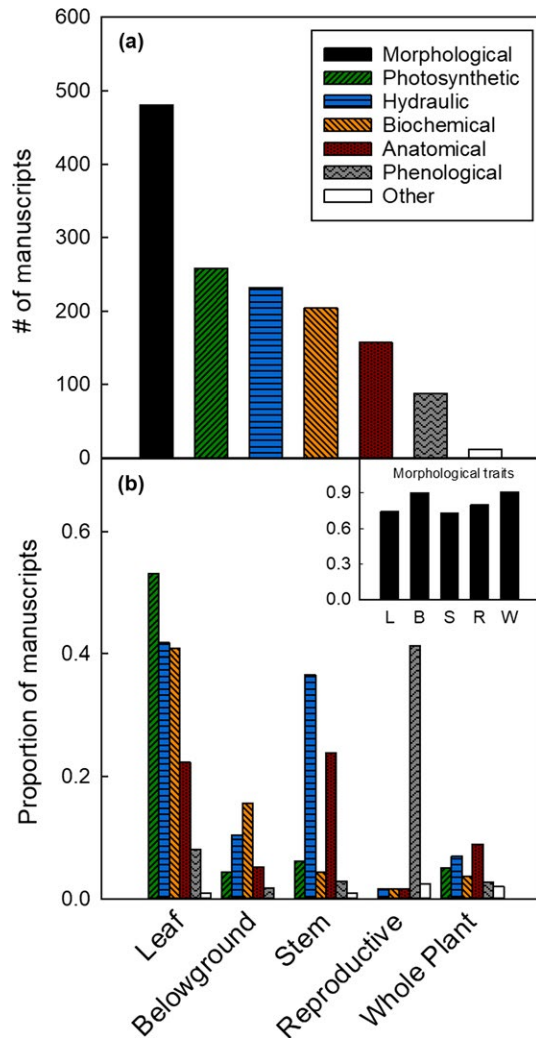 600
(a)
500
400
300
200
100
0
# of manuscripts
Morphological
Photosynthetic
Hydraulic
Biochemical
Anatomical
Phenological
Other
(b)
0.6
0.4
0.2
0.0
Proportion of manuscripts
Morphological traits
0.9
0.6
0.3
0.0
L B S R W
Leaf
Belowground
Stem
Reproductive
Whole Plant